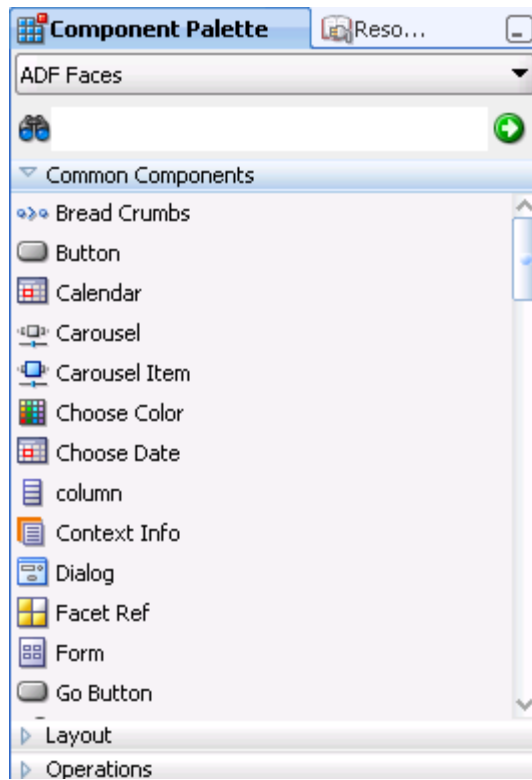 Component Palette
Reso...
ADF Faces
Common Components
Bread Crumbs
Button
Calendar
Carousel
Carousel Item
Choose Color
Choose Date
column
Context Info
Dialog
Facet Ref
Form
Go Button
Layout
Operations